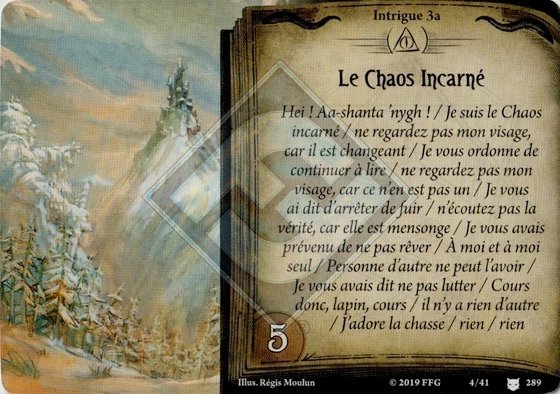 Intrigue 3a
Le Chaos Incarné
Hei ! Aa-shanta 'nygh ! / Je suis le Chaos
incarné / ne regardez pas mon visage,
car il est changeant / Je vous ordonne de
continuer à lire / ne regardez pas mon
visage, car ce n'en est pas un / Je vous
ai dit d'arrêter de fuir / n'écoutez pas la
vérité, car elle est mensonge / Je vous avais
prévenu de ne pas rêver / À moi et à moi
seul / Personne d'autre ne peut l'avoir /
Je vous avais dit ne pas lutter / Cours
donc, lapin, cours / il n'y a rien d'autre
/ J'adore la chasse / rien / rien
5
Illus. Régis Moulun
© 2019 FFG
4/41
289